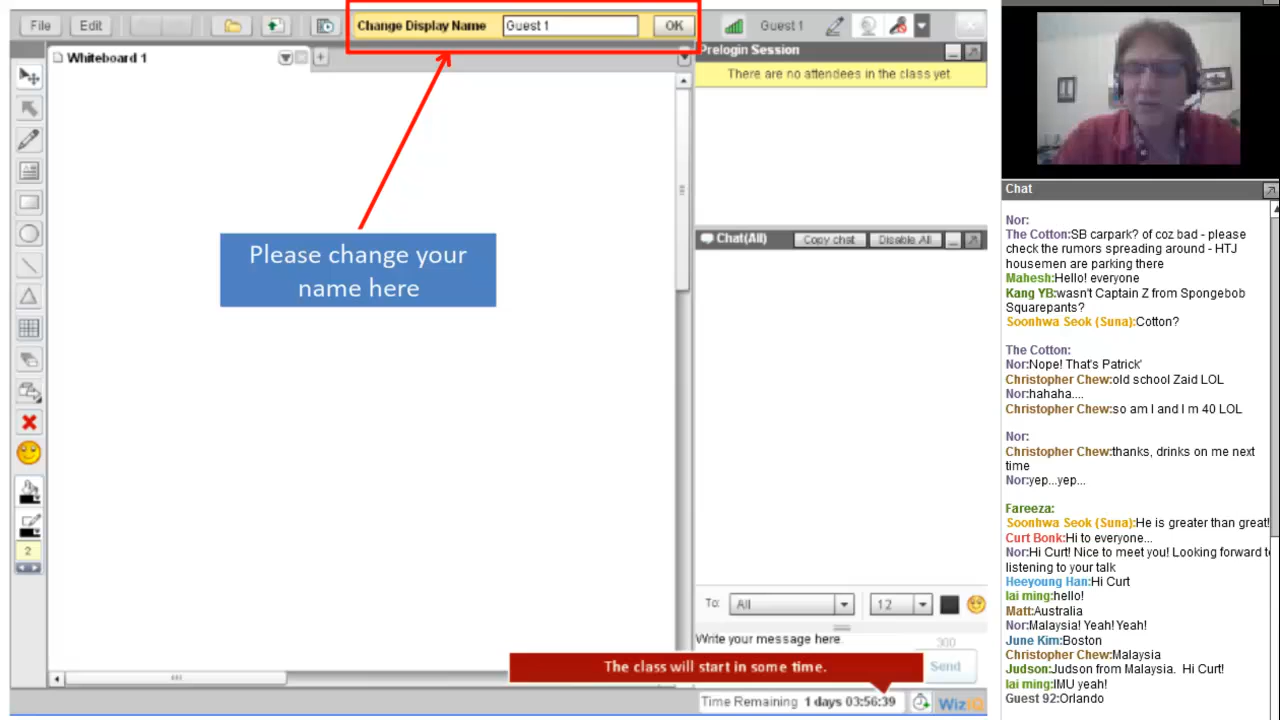 File Edit Change Display Name Guest 1 OK Guest 1
Whiteboard 1
Prelogin Session
There are no attendees in the class yet
Please change your
name here
Chat(All) Copy chat Disable All
2
To: All 12
Write your message here. 300
Send
The class will start in some time.
Time Remaining 1 days 03:56:39 WizIQ
Chat
Nor:
The Cotton:SB carpark? of coz bad - please
check the rumors spreading around - HTJ
housemen are parking there
Mahesh:Hello! everyone
Kang YB:wasn't Captain Z from Spongebob
Squarepants?
Soonhwa Seok (Suna):Cotton?
The Cotton:
Nor:Nope! That's Patrick'
Christopher Chew:old school Zaid LOL
Nor:hahaha....
Christopher Chew:so am I and I m 40 LOL
Nor:
Christopher Chew:thanks, drinks on me next
time
Nor:yep...yep...
Fareeza:
Soonhwa Seok (Suna):He is greater than great!
Curt Bonk:Hi to everyone...
Nor:Hi Curt! Nice to meet you! Looking forward to
listening to your talk
Heeyoung Han:Hi Curt
lai ming:hello!
Matt:Australia
Nor:Malaysia! Yeah!Yeah!
June Kim:Boston
Christopher Chew:Malaysia
Judson:Judson from Malaysia.  Hi Curt!
lai ming:IMU yeah!
Guest 92:Orlando